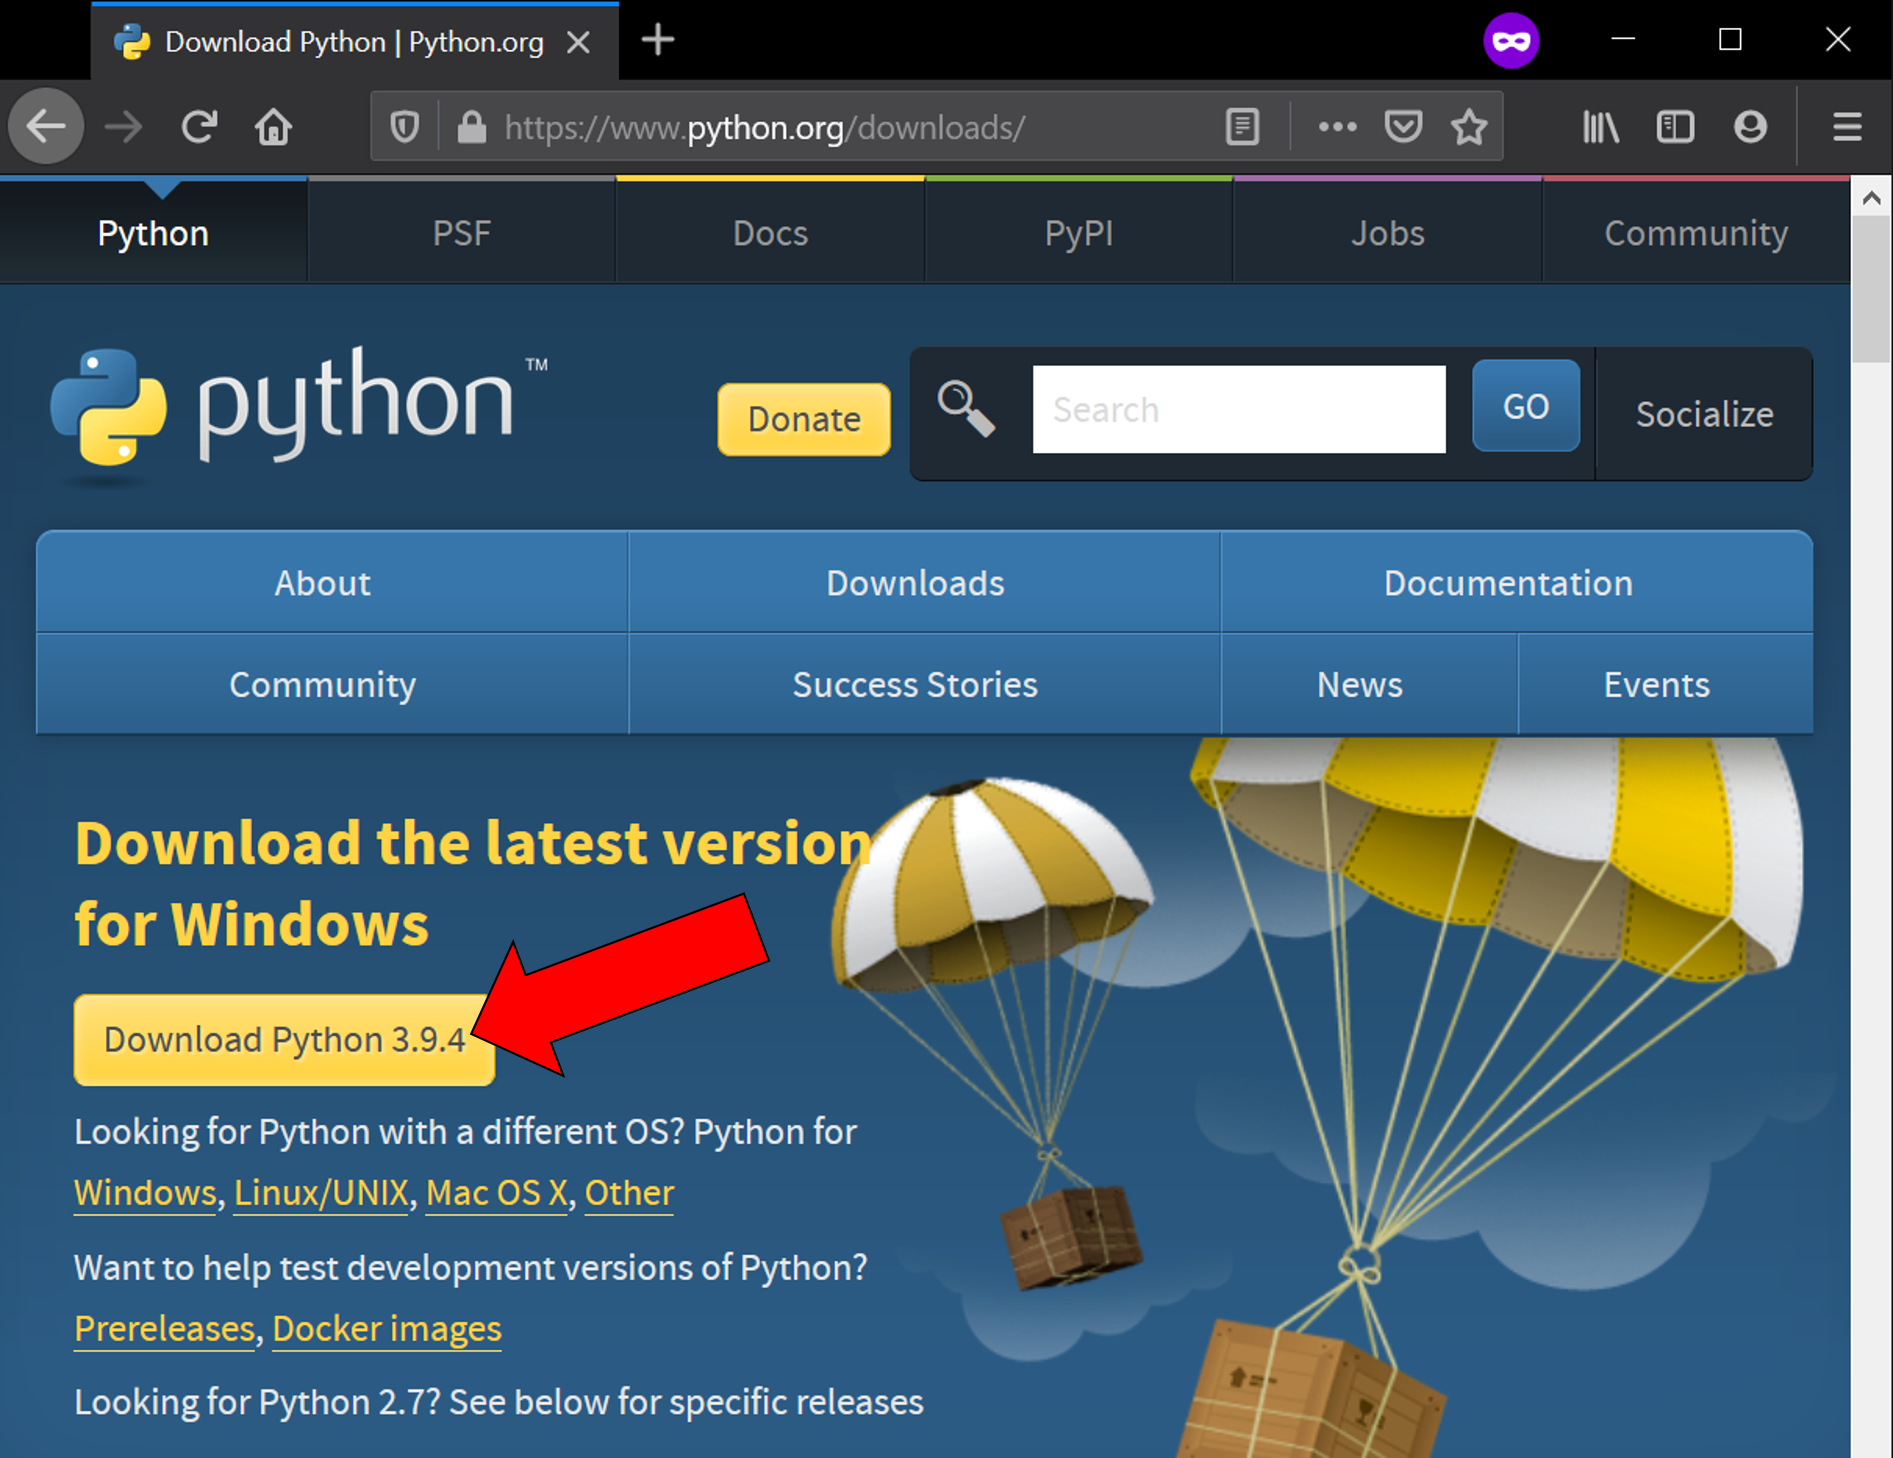 Download Python | Python.org
https://www.python.org/downloads/
Python PSF Docs PyPI Jobs Community
python™ Donate Search GO Socialize
About Downloads Documentation
Community Success Stories News Events
Download the latest version
for Windows
Download Python 3.9.4
Looking for Python with a different OS? Python for
Windows, Linux/UNIX, Mac OS X, Other
Want to help test development versions of Python?
Prereleases, Docker images
Looking for Python 2.7? See below for specific releases